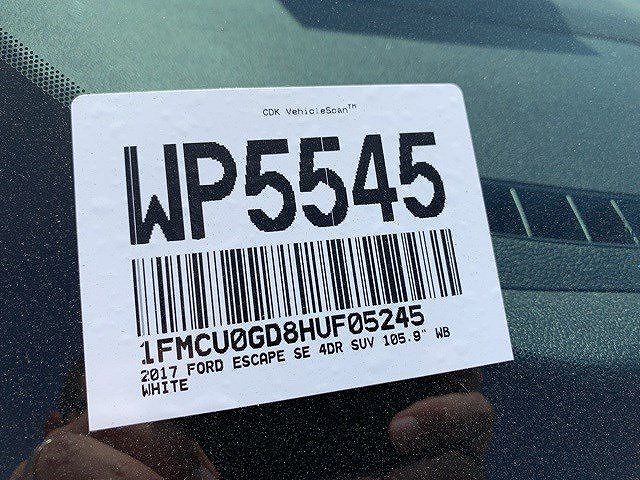 CDK VehicleScan™
WP5545
1FMCU0GD8HUF05245
2017 FORD ESCAPE SE 4DR SUV 105.9" WB
WHITE